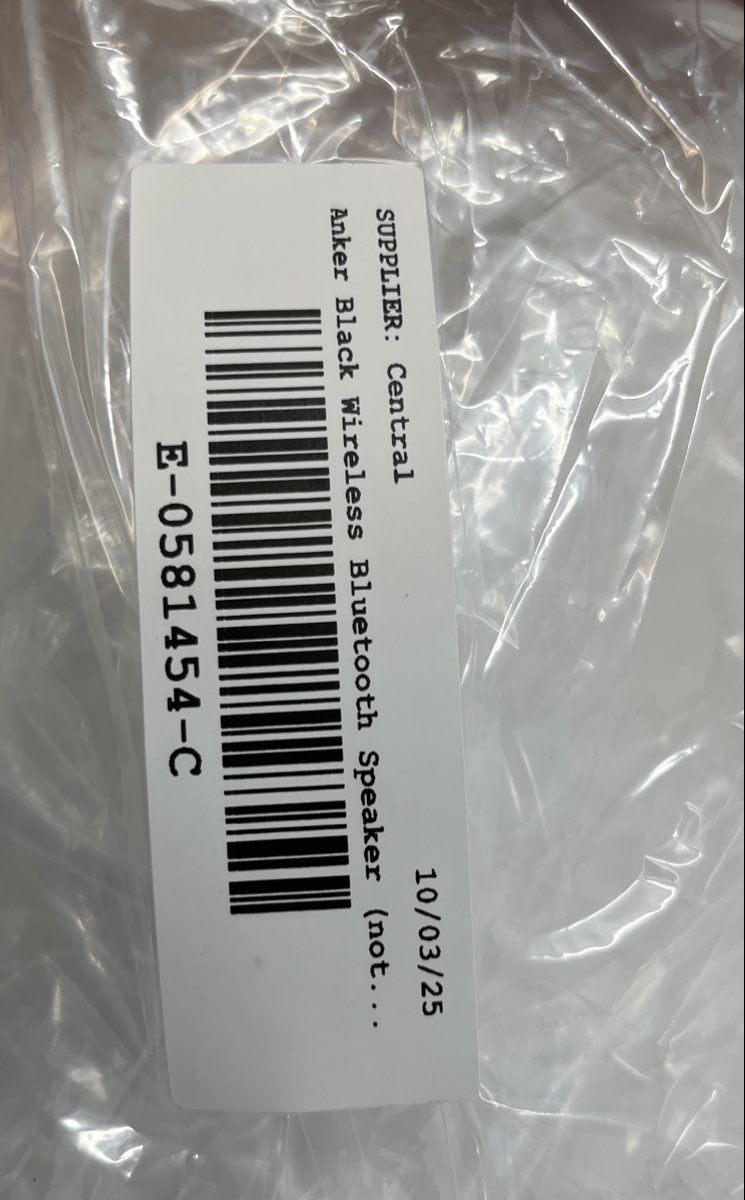 10/03/25
SUPPLIER: Central
Anker Black Wireless Bluetooth Speaker (not...
E-0581454-C